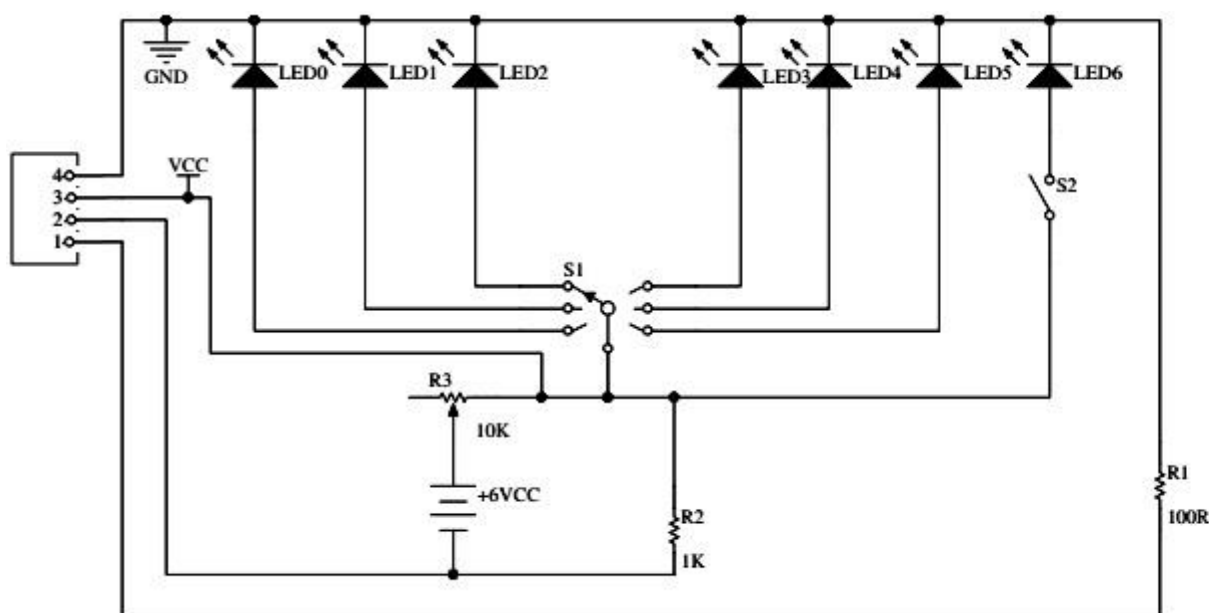 GND
LED0
LED1
LED2
LED3
LED4
LED5
LED6
4
VCC
3
2
1
S2
S1
R3
10K
+6VCC
R2
1K
R1
100R